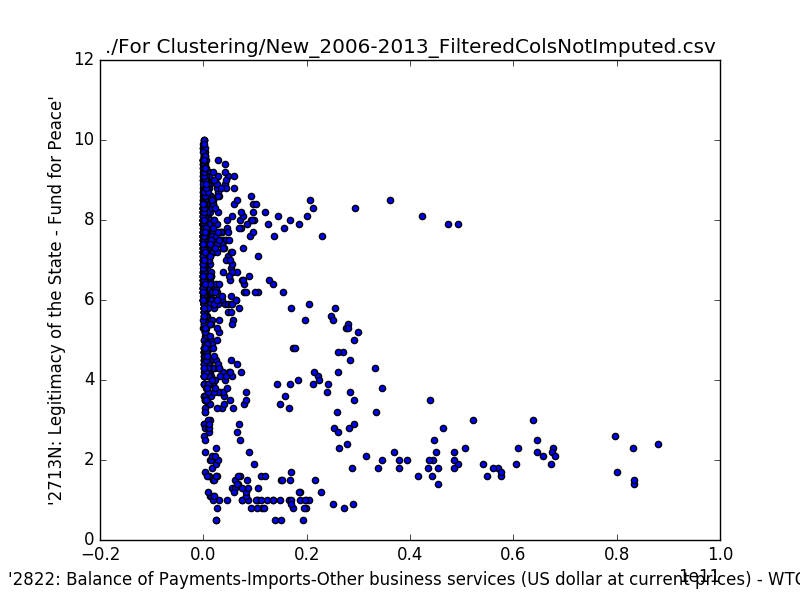 ./For Clustering/New_2006-2013_FilteredColsNotImputed.csv
12
10
8
6
4
2
0
'2713N: Legitimacy of the State - Fund for Peace'
−0.2 0.0 0.2 0.4 0.6 0.8 1.0
1e11
'2822: Balance of Payments-Imports-Other business services (US dollar at current prices) - WTO